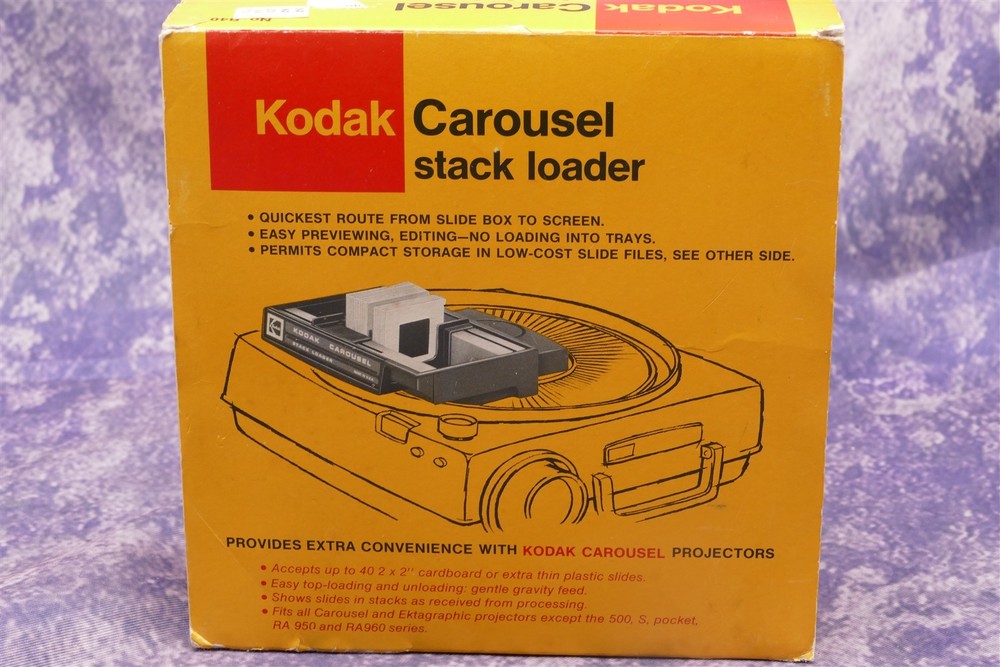 Kodak Carousel
Kodak Carousel
stack loader
• QUICKEST ROUTE FROM SLIDE BOX TO SCREEN.
• EASY PREVIEWING, EDITING—NO LOADING INTO TRAYS.
• PERMITS COMPACT STORAGE IN LOW-COST SLIDE FILES, SEE OTHER SIDE.
KODAK CAROUSEL
STACK LOADER
PROVIDES EXTRA CONVENIENCE WITH KODAK CAROUSEL PROJECTORS
• Accepts up to 40 2 x 2'' cardboard or extra thin plastic slides.
• Easy top-loading and unloading: gentle gravity feed.
• Shows slides in stacks as received from processing.
• Fits all Carousel and Ektagraphic projectors except the 500, S, pocket,
RA 950 and RA960 series.